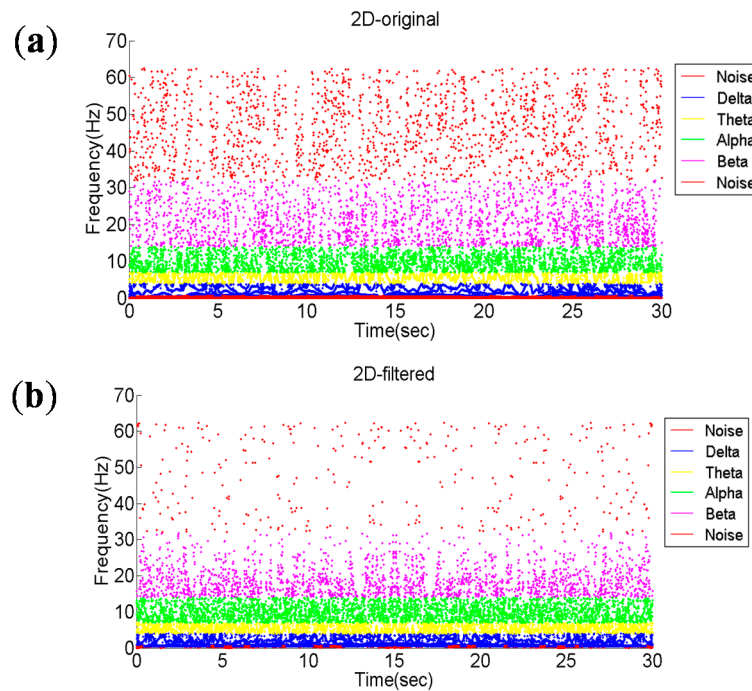 (a)
2D-original
Frequency(Hz)
70
60
50
40
30
20
10
0
0 5 10 15 20 25 30
Time(sec)
Noise
Delta
Theta
Alpha
Beta
Noise
(b)
2D-filtered
Frequency(Hz)
70
60
50
40
30
20
10
0
0 5 10 15 20 25 30
Time(sec)
Noise
Delta
Theta
Alpha
Beta
Noise